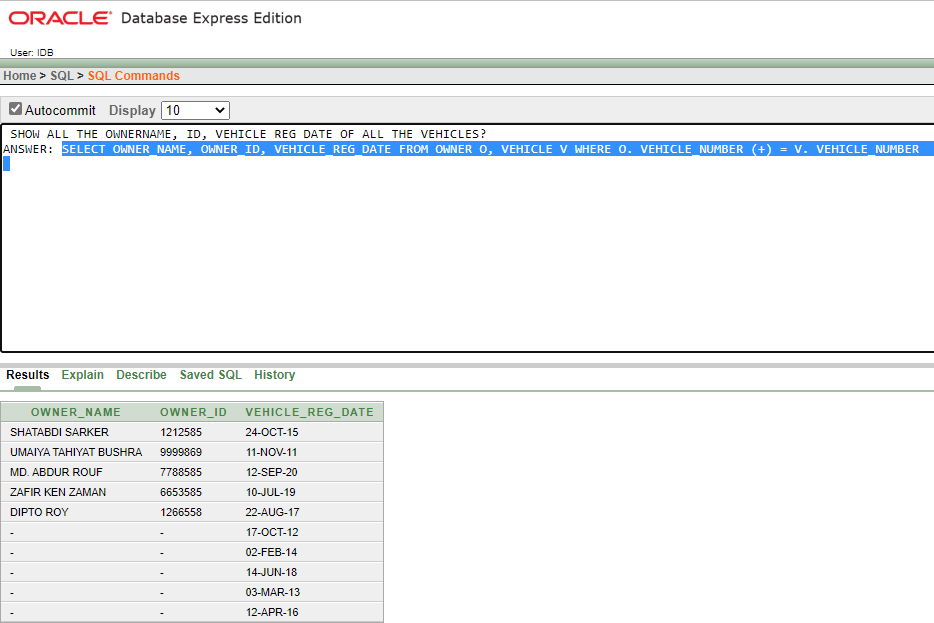 ORACLE® Database Express Edition
User: IDB
Home > SQL > SQL Commands
Autocommit Display 10
SHOW ALL THE OWNERNAME, ID, VEHICLE REG DATE OF ALL THE VEHICLES?
ANSWER: SELECT OWNER_NAME, OWNER_ID, VEHICLE_REG_DATE FROM OWNER O, VEHICLE V WHERE O. VEHICLE_NUMBER (+) = V. VEHICLE_NUMBER
Results Explain Describe Saved SQL History
OWNER_NAME OWNER_ID VEHICLE_REG_DATE
SHATABDI SARKER 1212585 24-OCT-15
UMAIYA TAHIYAT BUSHRA 9999869 11-NOV-11
MD. ABDUR ROUF 7788585 12-SEP-20
ZAFIR KEN ZAMAN 6653585 10-JUL-19
DIPTO ROY 1266558 22-AUG-17
- - 17-OCT-12
- - 02-FEB-14
- - 14-JUN-18
- - 03-MAR-13
- - 12-APR-16